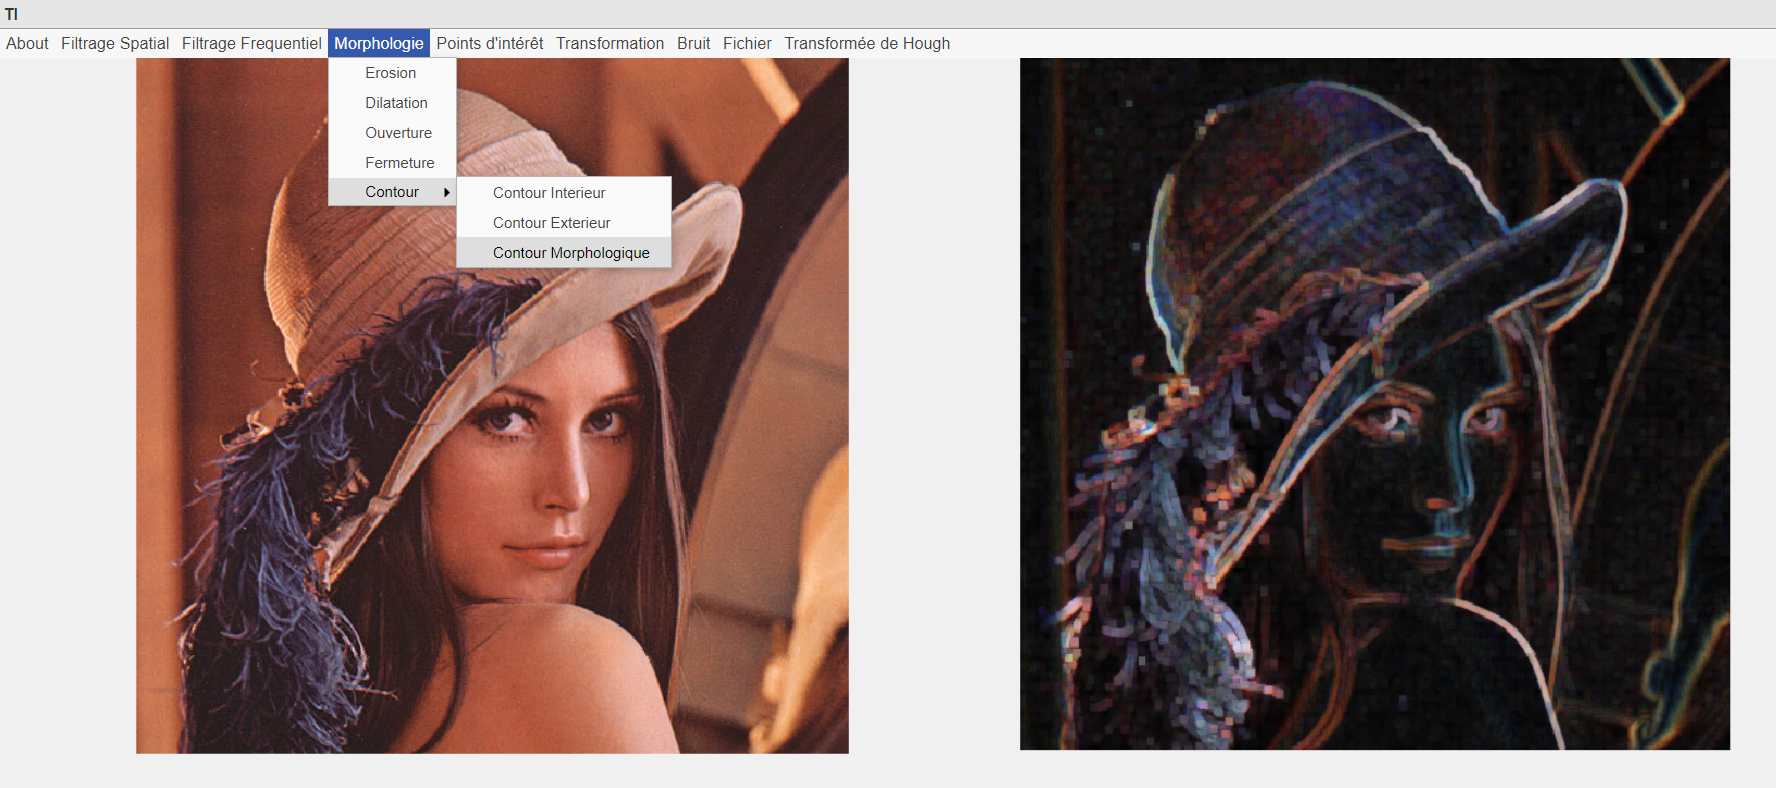 TI
About Filtrage Spatial Filtrage Frequentiel Morphologie Points d'intérêt Transformation Bruit Fichier Transformée de Hough
Erosion
Dilatation
Ouverture
Fermeture
Contour
Contour Interieur
Contour Exterieur
Contour Morphologique